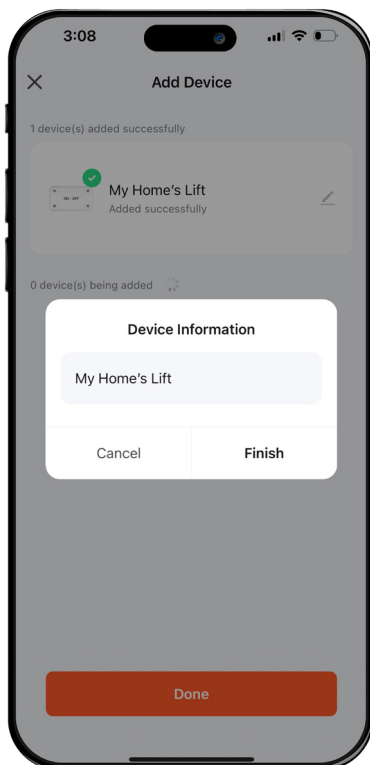 3:08
Add Device
1 device(s) added successfully
My Home's Lift
Added successfully
0 device(s) being added
Device Information
My Home's Lift
Cancel
Finish
Done